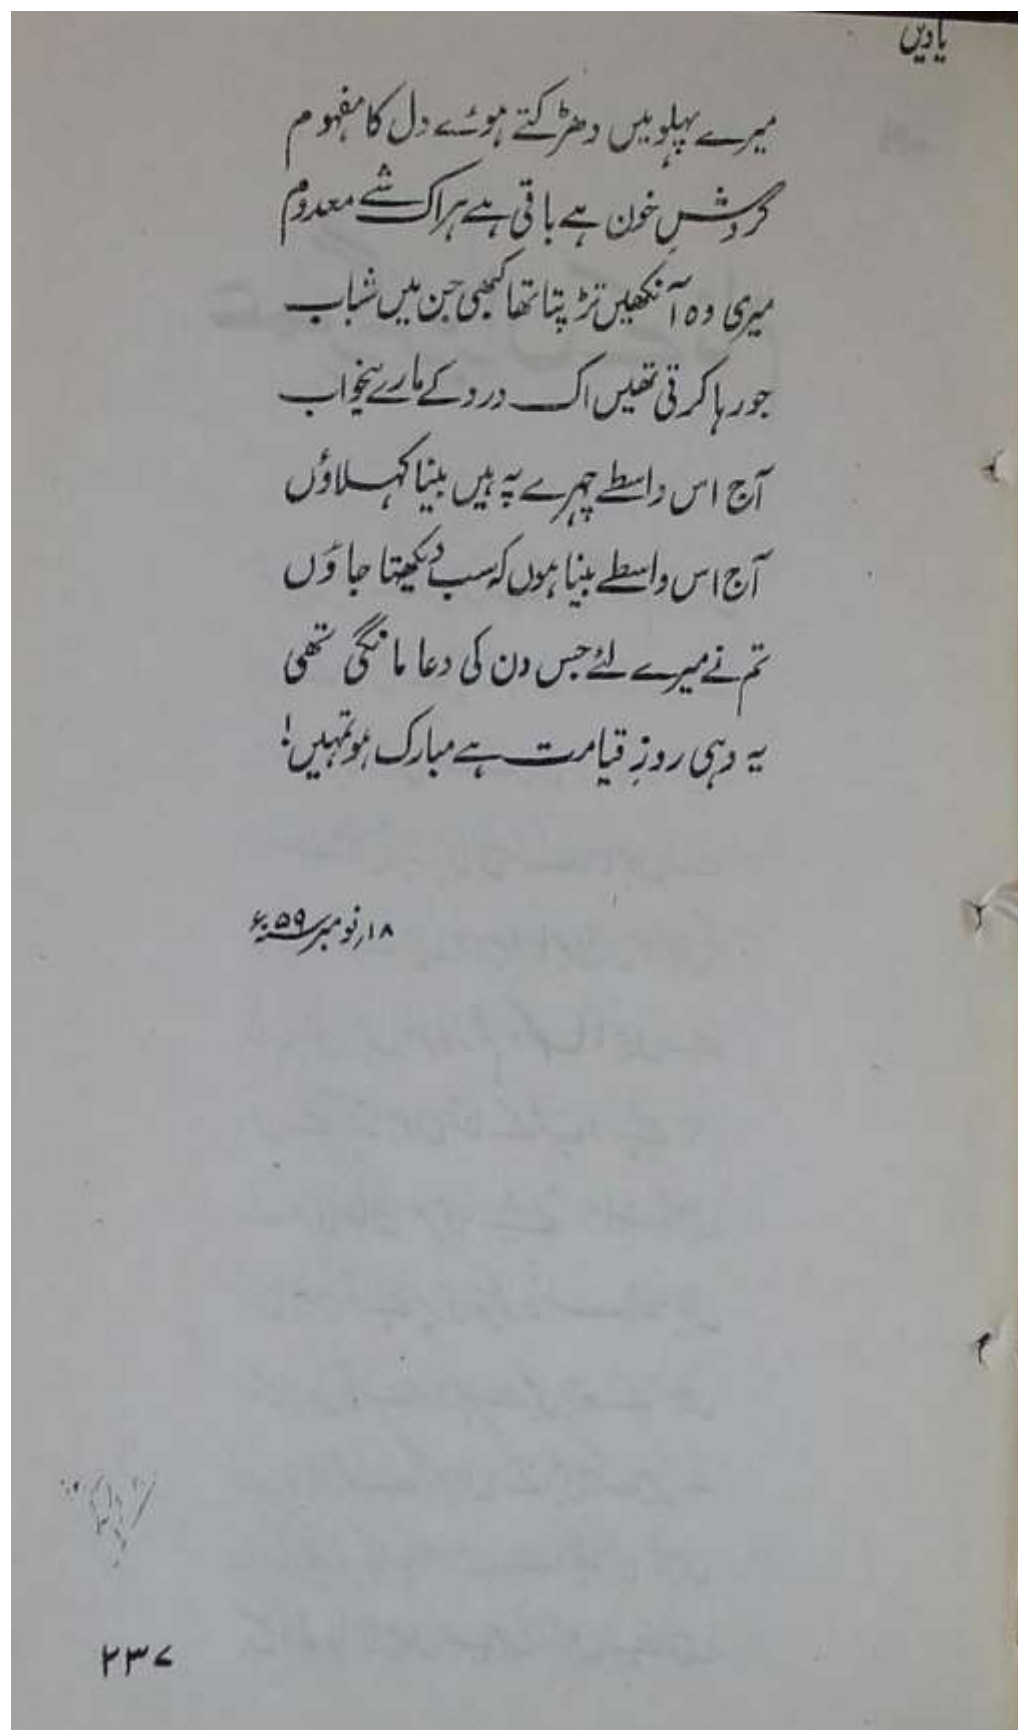 یادیں
میرے پہلو میں دھڑکتے ہوئے دل کا مفہوم
گردشِ خون ہے باقی ہے ہر اک شے معدوم
میری وہ آنکھیں تڑپتا تھا کبھی جن میں شباب
جو رہا کرتی تھیں اک درد کے مارے بیخواب
آج اس واسطے چہرے پہ ہیں بینا کہلاؤں
آج اس واسطے بینا ہوں کہ سب دیکھتا جاؤں
تم نے میرے لئے جس دن کی دعا مانگی تھی
یہ وہی روزِ قیامت ہے مبارک ہو تمہیں!
۱۸؍نومبر سنہ ۵۹ء
۲۳۷